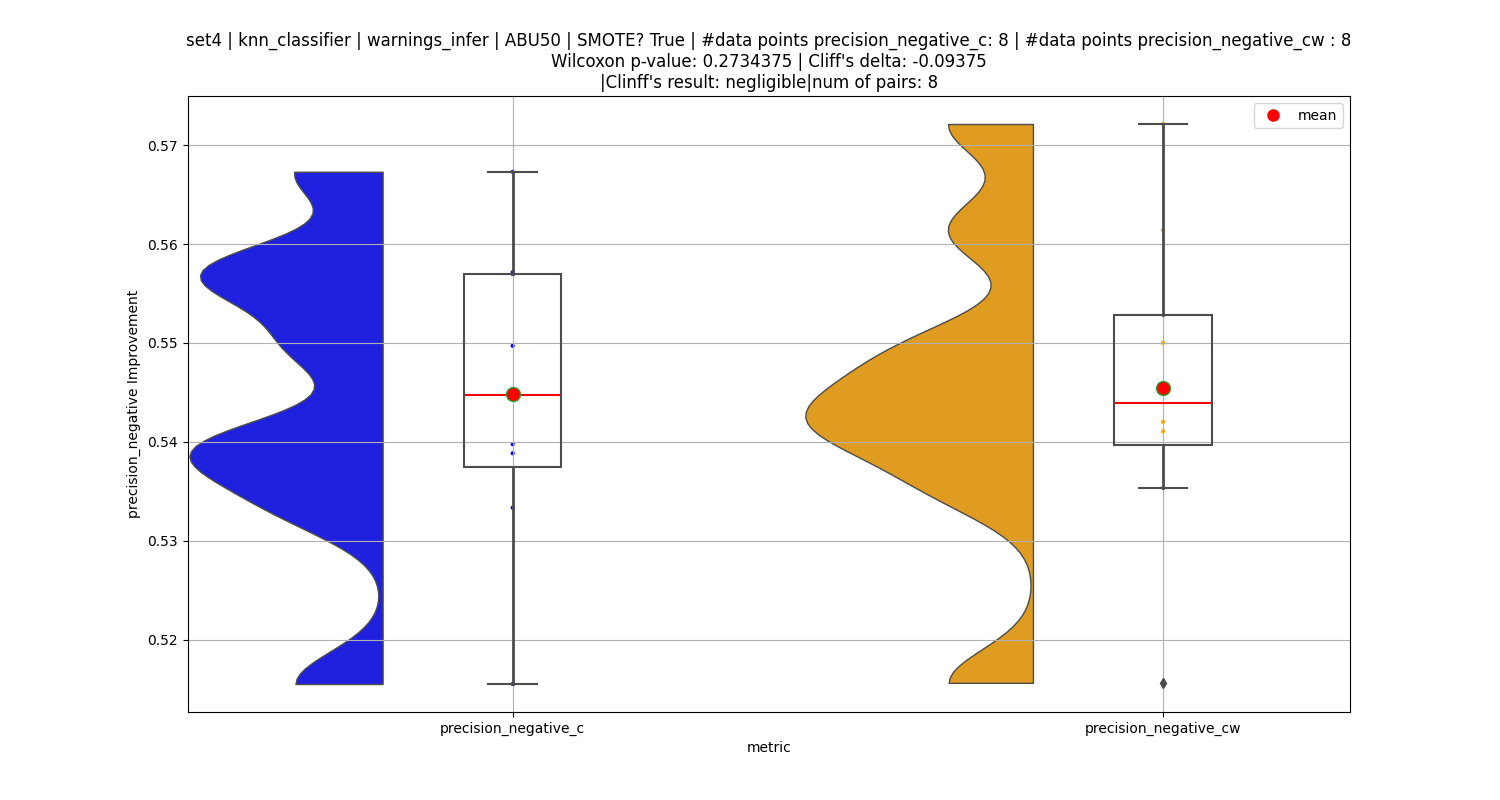 set4 | knn_classifier | warnings_infer | ABU50 | SMOTE? True | #data points precision_negative_c: 8 | #data points precision_negative_cw : 8
Wilcoxon p-value: 0.2734375 | Cliff's delta: -0.09375
|Clinff's result: negligible|num of pairs: 8
mean
0.57
0.56
0.55
0.54
0.53
0.52
precision_negative Improvement
precision_negative_c
precision_negative_cw
metric